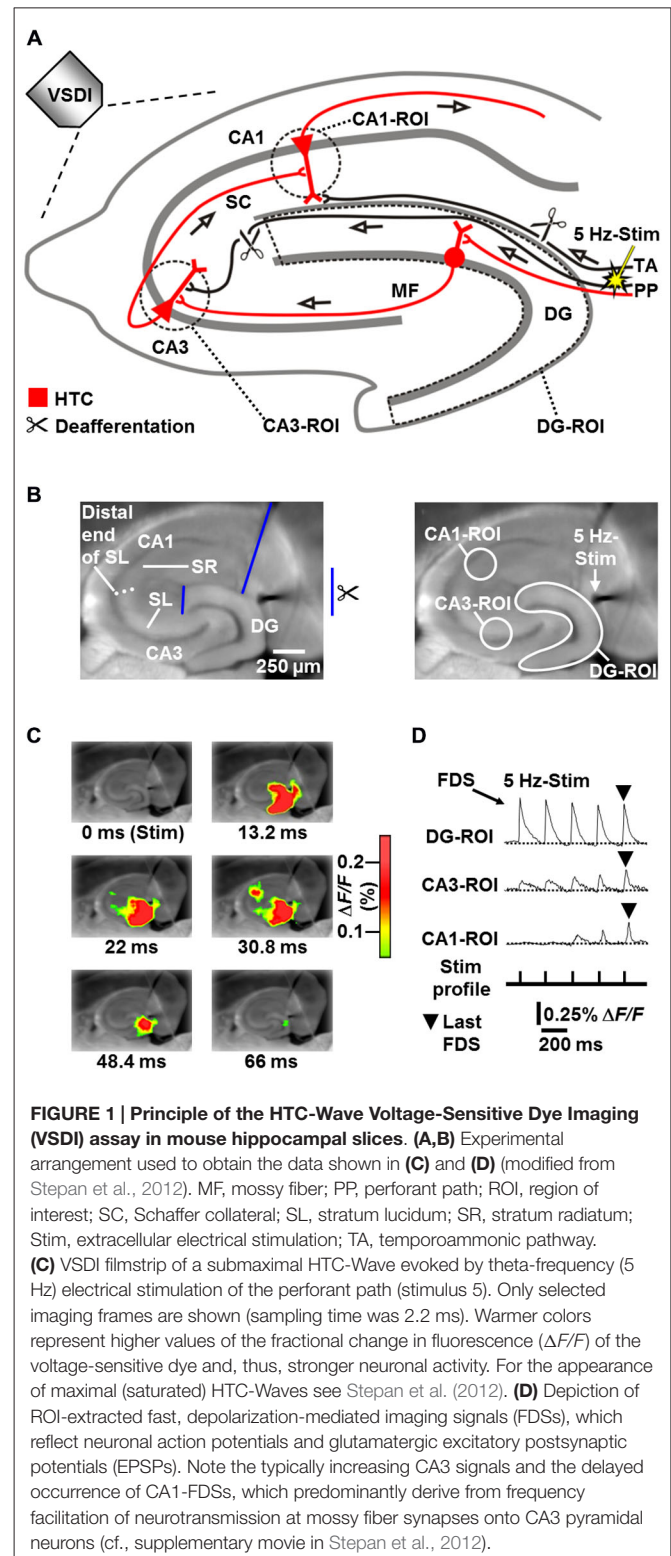 A
VSDI
CA1
CA1-ROI
SC
5 Hz-Stim
TA
PP
MF
DG
CA3
HTC
Deafferentation
CA3-ROI
DG-ROI
B
Distal
end
of SL
CA1
SR
SL
DG
CA3
250 µm
CA1-ROI
5 Hz-
Stim
CA3-ROI
DG-ROI
C
0 ms (Stim)
13.2 ms
22 ms
30.8 ms
48.4 ms
66 ms
0.2
0.1
ΔF/F
(%)
D
FDS
5 Hz-Stim
DG-ROI
CA3-ROI
CA1-ROI
Stim
profile
▼ Last
FDS
0.25% ΔF/F
200 ms
FIGURE 1 | Principle of the HTC-Wave Voltage-Sensitive Dye Imaging
(VSDI) assay in mouse hippocampal slices. (A,B) Experimental
arrangement used to obtain the data shown in (C) and (D) (modified from
Stepan et al., 2012). MF, mossy fiber; PP, perforant path; ROI, region of
interest; SC, Schaffer collateral; SL, stratum lucidum; SR, stratum radiatum;
Stim, extracellular electrical stimulation; TA, temporoammonic pathway.
(C) VSDI filmstrip of a submaximal HTC-Wave evoked by theta-frequency (5
Hz) electrical stimulation of the perforant path (stimulus 5). Only selected
imaging frames are shown (sampling time was 2.2 ms). Warmer colors
represent higher values of the fractional change in fluorescence (ΔF/F) of the
voltage-sensitive dye and, thus, stronger neuronal activity. For the appearance
of maximal (saturated) HTC-Waves see Stepan et al. (2012). (D) Depiction of
ROI-extracted fast, depolarization-mediated imaging signals (FDSs), which
reflect neuronal action potentials and glutamatergic excitatory postsynaptic
potentials (EPSPs). Note the typically increasing CA3 signals and the delayed
occurrence of CA1-FDSs, which predominantly derive from frequency
facilitation of neurotransmission at mossy fiber synapses onto CA3 pyramidal
neurons (cf., supplementary movie in Stepan et al., 2012).